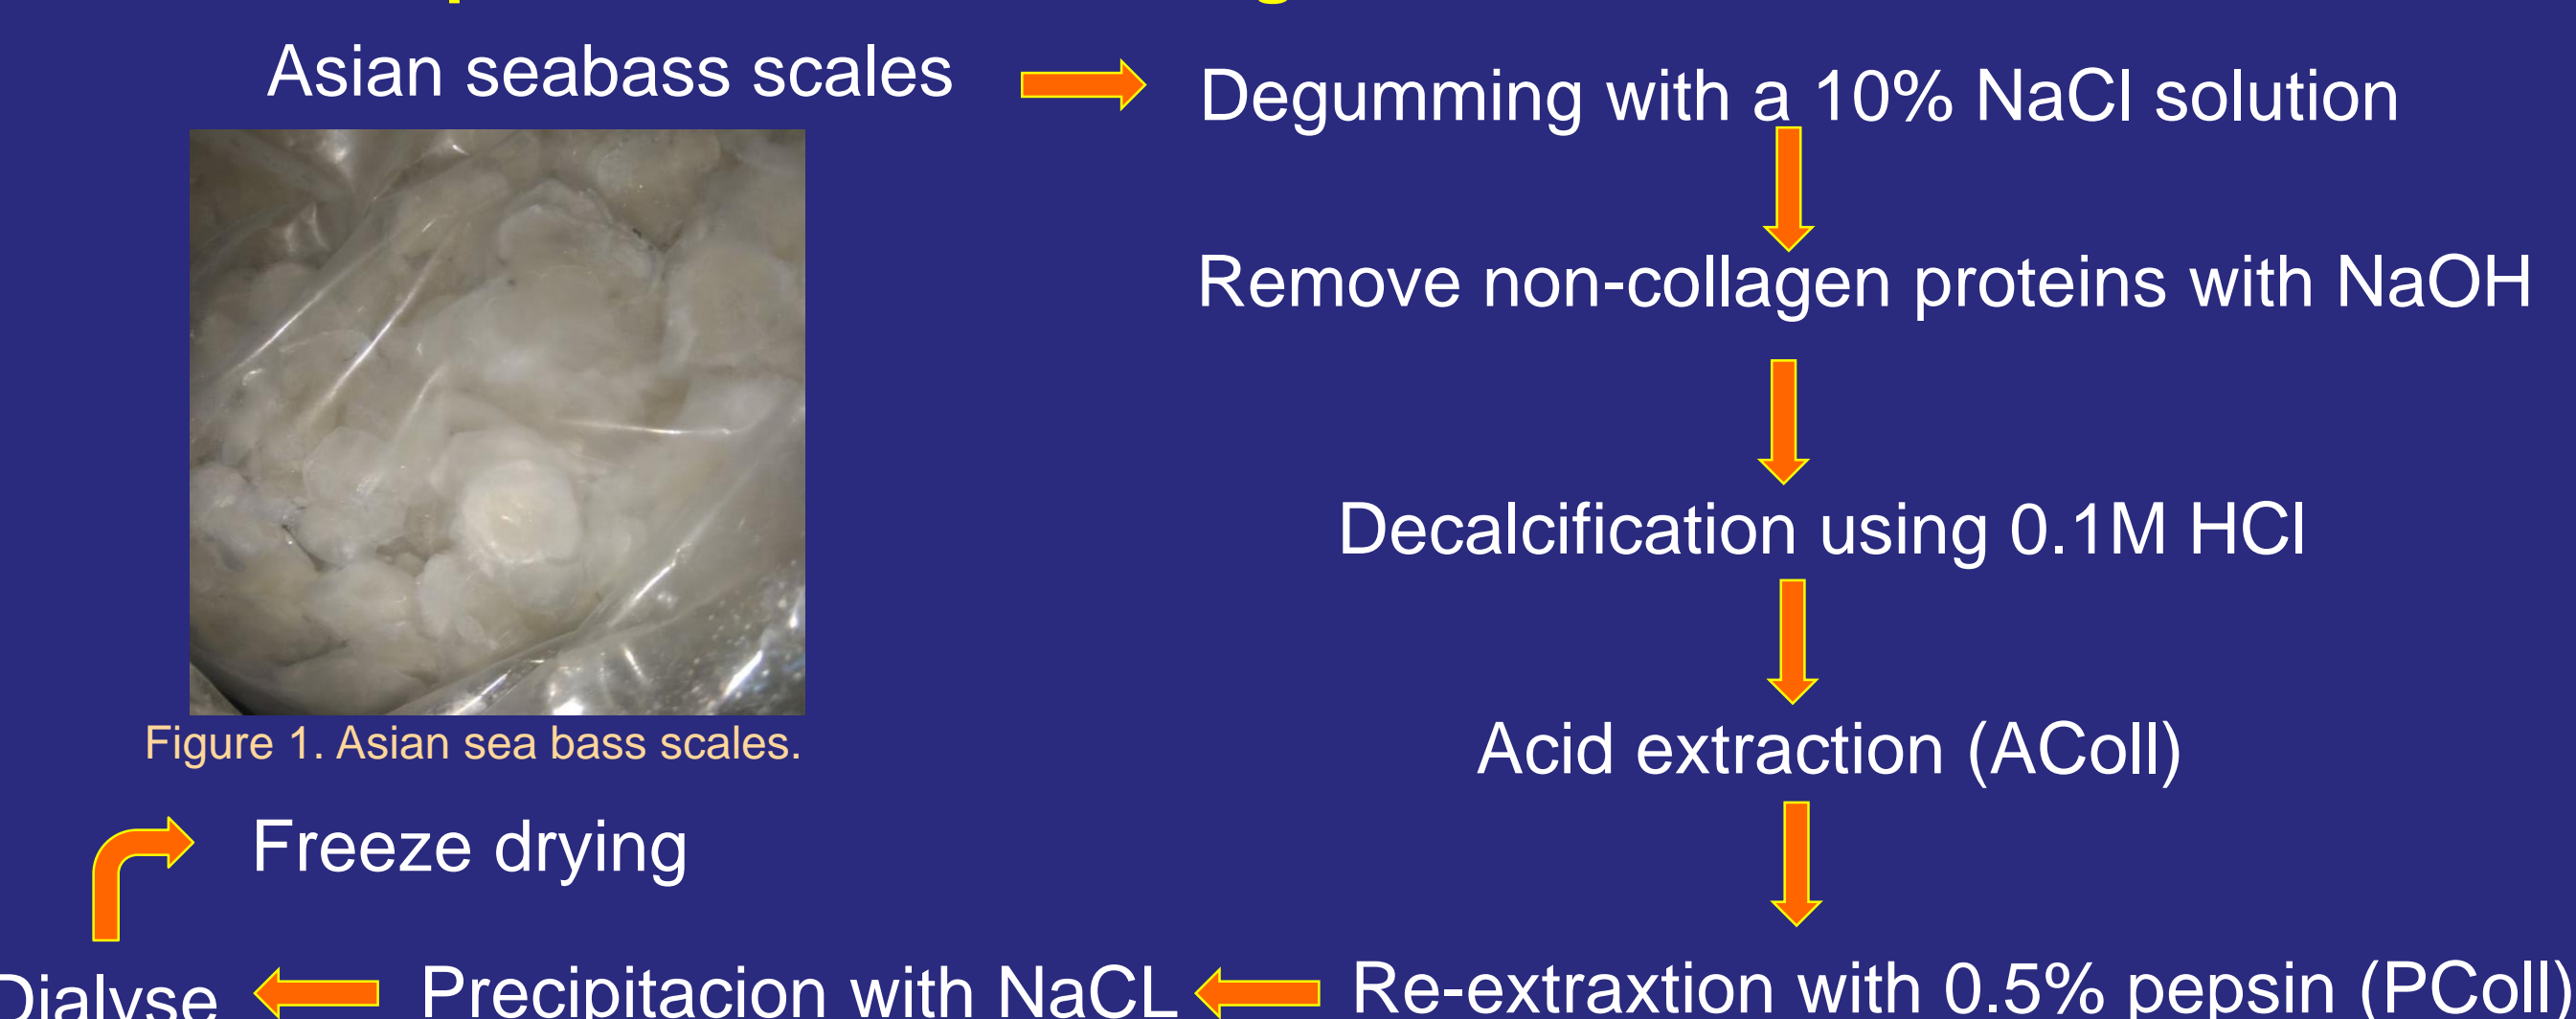 Asian seabass scales
Degumming with a 10% NaCl solution
Remove non-collagen proteins with NaOH
Decalcification using 0.1M HCl
Acid extraction (AColl)
Re-extraxtion with 0.5% pepsin (PColl)
Precipitacion with NaCL
Dialyse
Freeze drying
Figure 1. Asian sea bass scales.